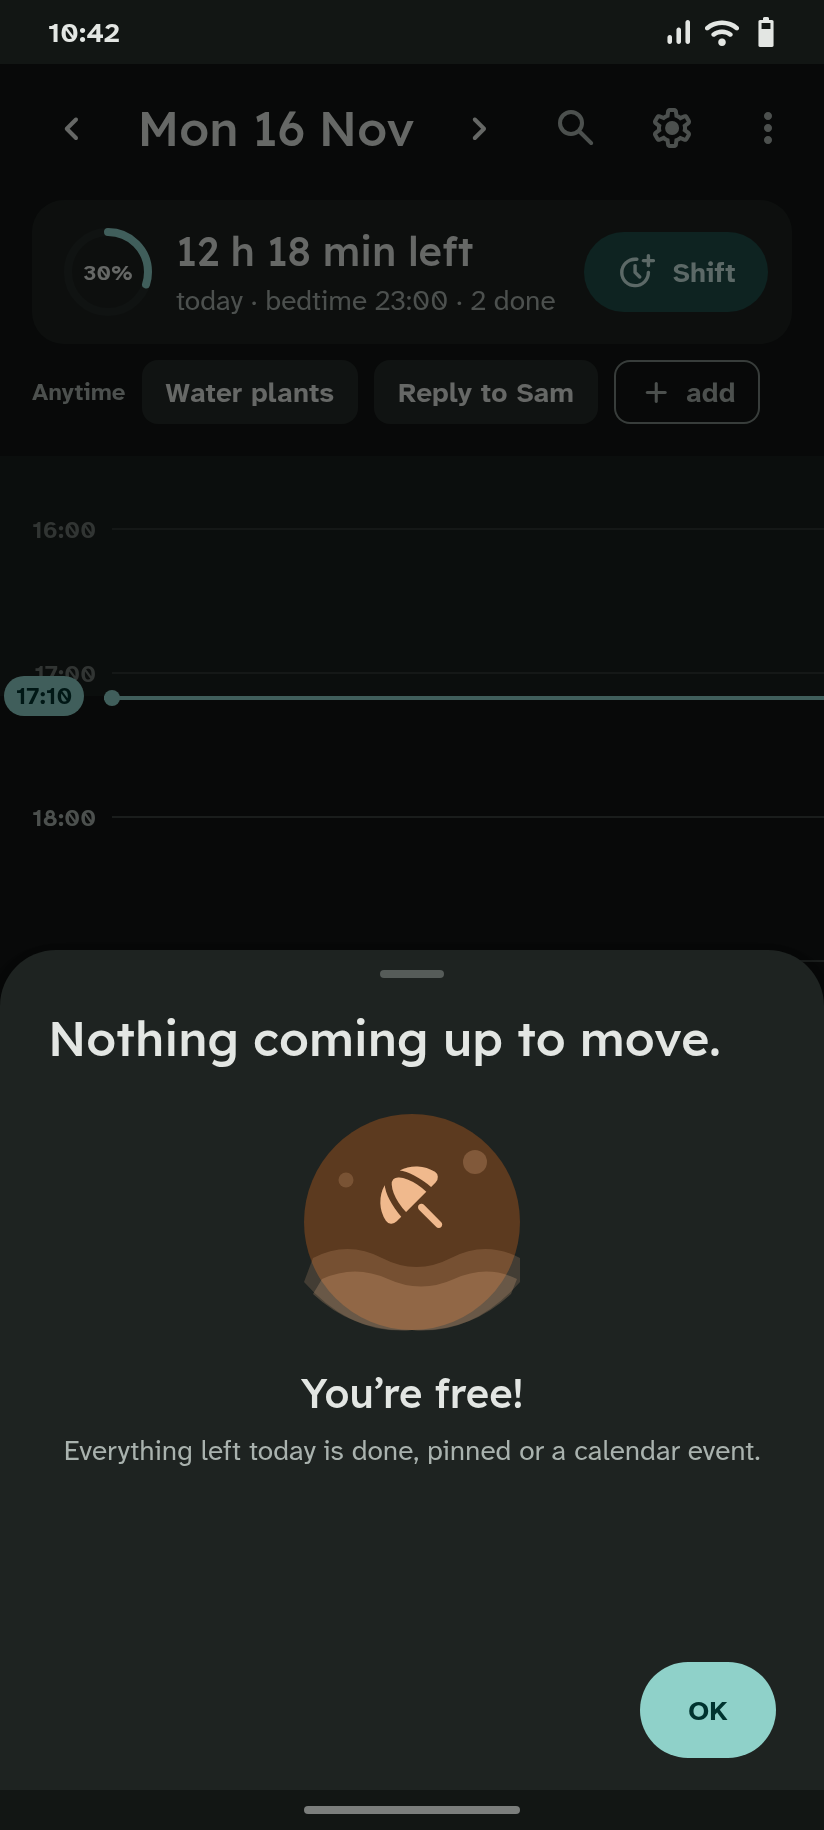 10:42
Mon 16 Nov
30%
12 h 18 min left
today · bedtime 23:00 · 2 done
Shift
Anytime
Water plants
Reply to Sam
add
16:00
17:00
17:10
18:00
Nothing coming up to move.
You’re free!
Everything left today is done, pinned or a calendar event.
OK